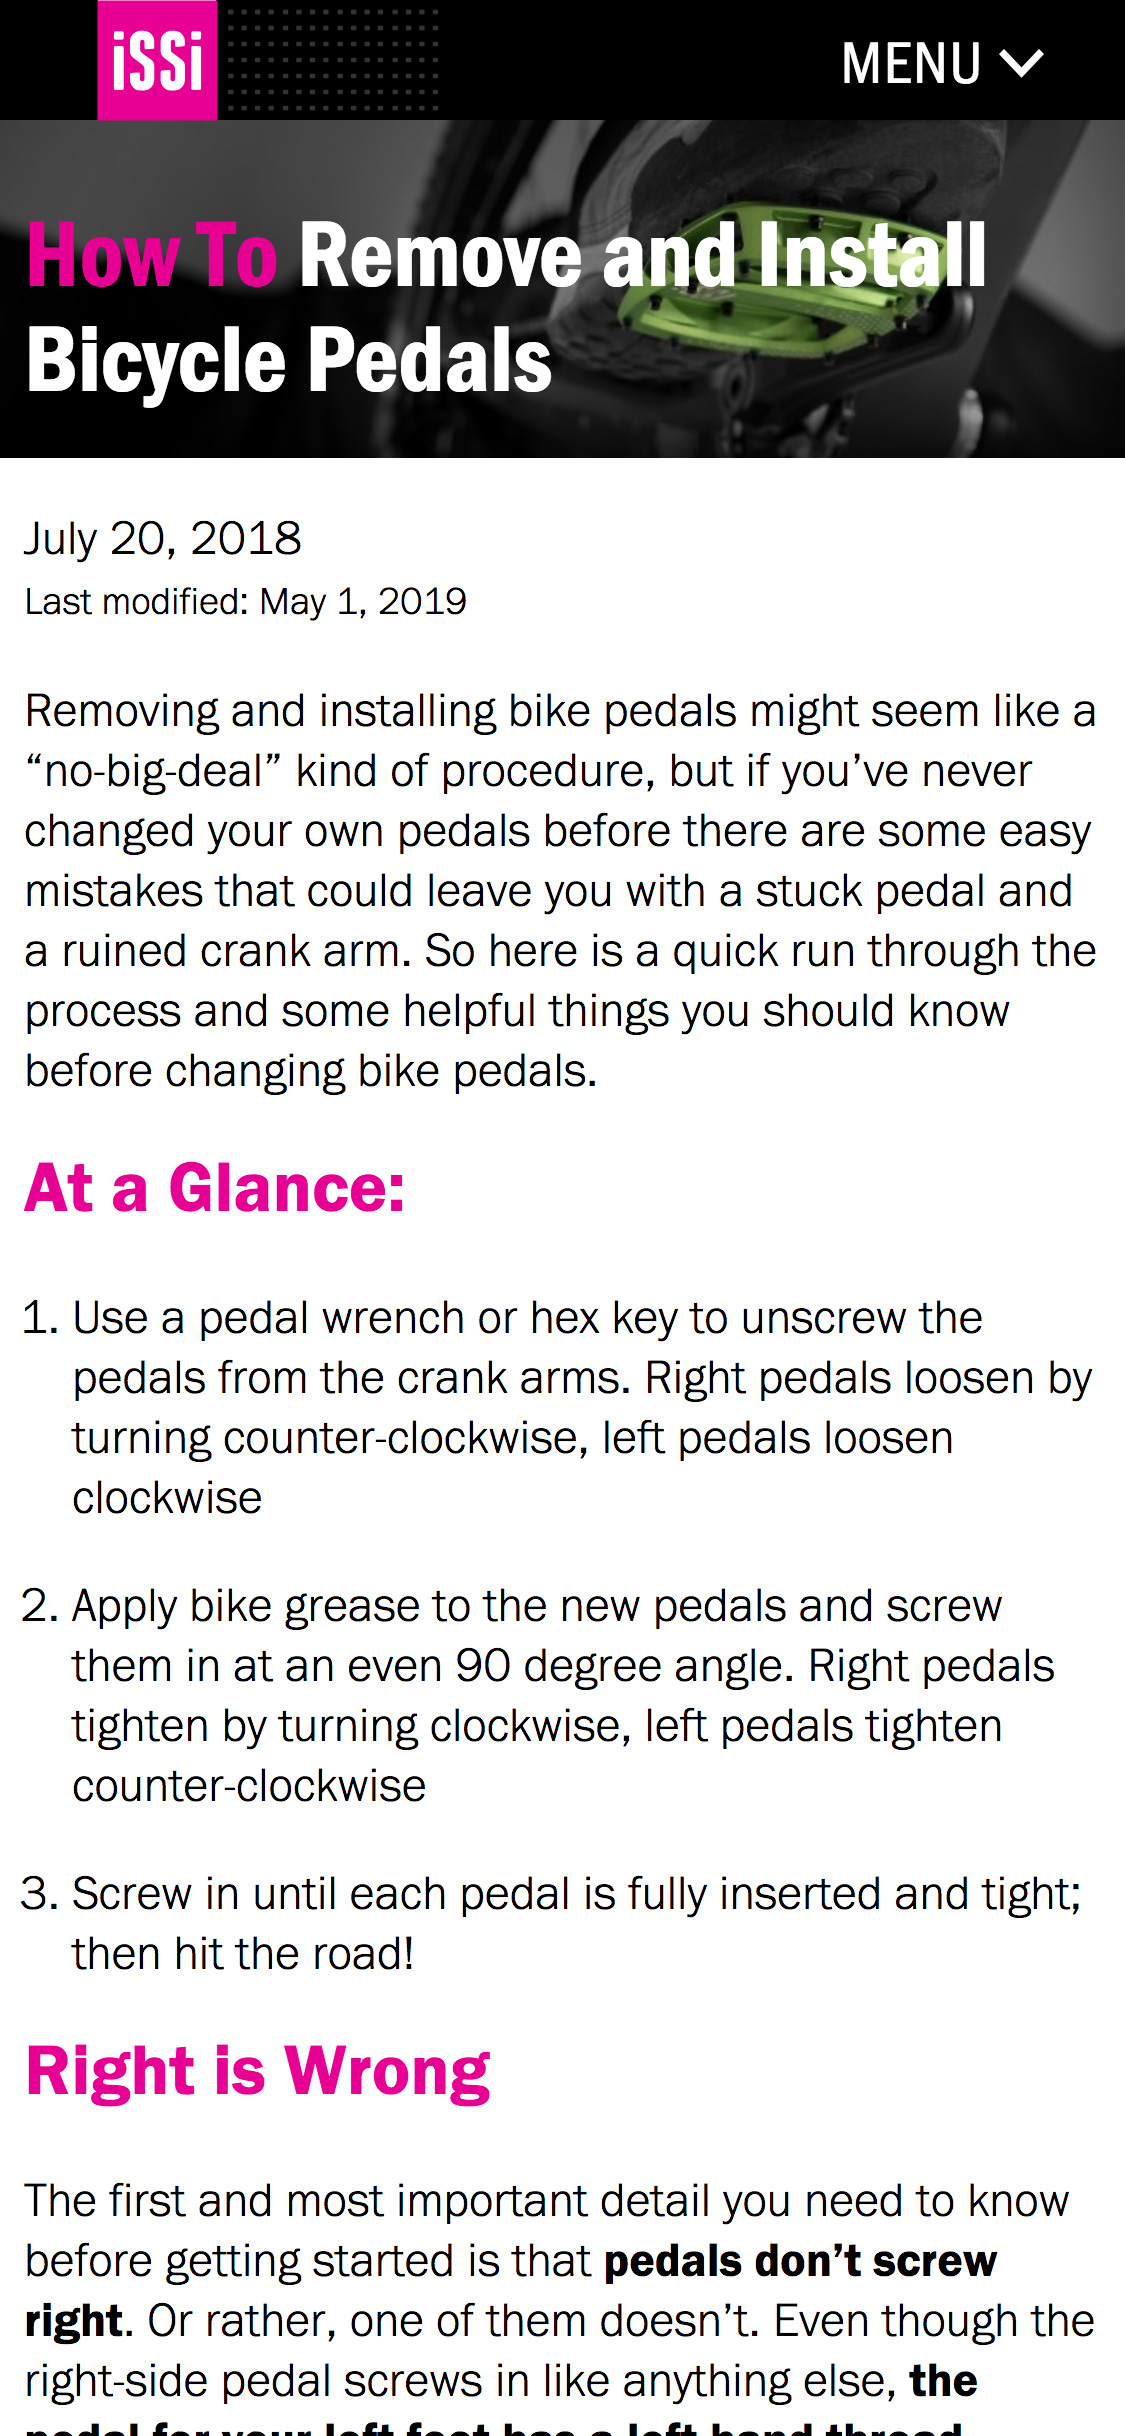 iSSi
MENU
How To Remove and Install
Bicycle Pedals
July 20, 2018
Last modified: May 1, 2019
Removing and installing bike pedals might seem like a
“no-big-deal” kind of procedure, but if you’ve never
changed your own pedals before there are some easy
mistakes that could leave you with a stuck pedal and
a ruined crank arm. So here is a quick run through the
process and some helpful things you should know
before changing bike pedals.
At a Glance:
1. Use a pedal wrench or hex key to unscrew the
pedals from the crank arms. Right pedals loosen by
turning counter-clockwise, left pedals loosen
clockwise
2. Apply bike grease to the new pedals and screw
them in at an even 90 degree angle. Right pedals
tighten by turning clockwise, left pedals tighten
counter-clockwise
3. Screw in until each pedal is fully inserted and tight;
then hit the road!
Right is Wrong
The first and most important detail you need to know
before getting started is that pedals don’t screw
right. Or rather, one of them doesn’t. Even though the
right-side pedal screws in like anything else, the
pedal for your left foot has a left hand thread